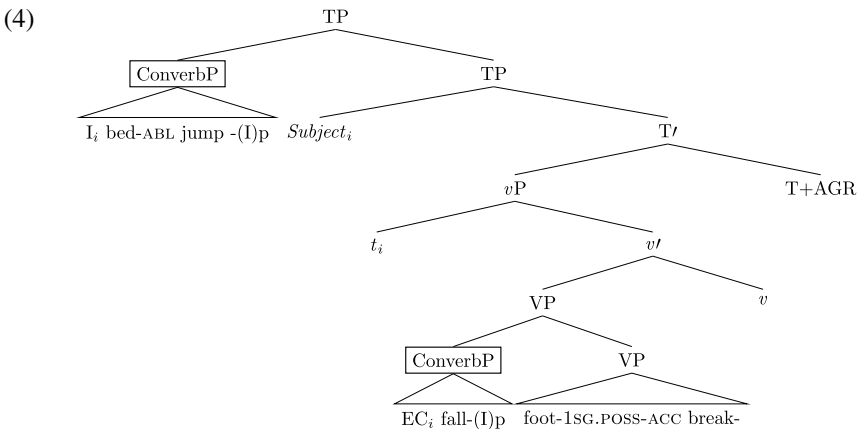 (4)
TP
ConverbP TP
I_i bed-ABL jump -(I)p Subject_i T′
vP T+AGR
t_i v′
VP v
ConverbP VP
EC_i fall-(I)p foot-1SG.POSS-ACC break-